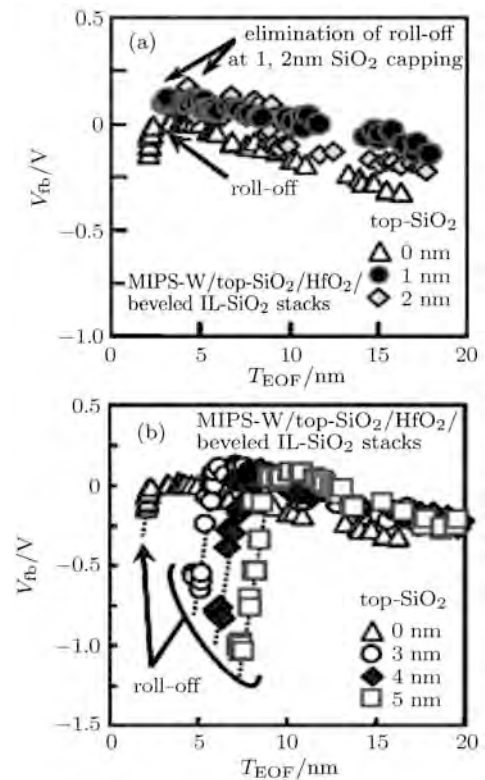 (a)
elimination of roll-off
at 1, 2nm SiO2 capping
0.5
0
−0.5
−1.0
Vfb/V
roll-off
top-SiO2
0 nm
1 nm
2 nm
MIPS-W/top-SiO2/HfO2/
beveled IL-SiO2 stacks
0 5 10 15 20
TEOF/nm
(b)
MIPS-W/top-SiO2/HfO2/
beveled IL-SiO2 stacks
0.5
0
−0.5
−1.0
−1.5
Vfb/V
top-SiO2
0 nm
3 nm
4 nm
5 nm
roll-off
0 5 10 15 20
TEOF/nm